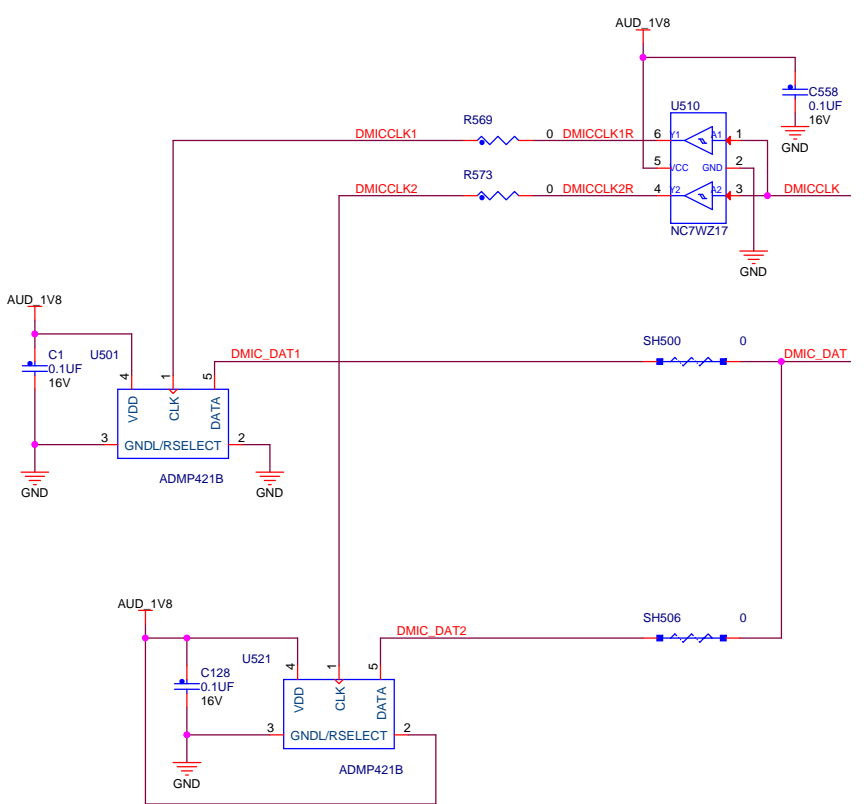 AUD_1V8
C558
0.1UF
16V
GND
U510
R569
DMICCLK1
0
DMICCLK1R
6
Y1
A1
1
5
VCC
GND
2
R573
DMICCLK2
0
DMICCLK2R
4
Y2
A2
3
DMICCLK
NC7WZ17
GND
AUD_1V8
C1
0.1UF
16V
U501
DMIC_DAT1
SH500
0
DMIC_DAT
4
1
5
VDD
CLK
DATA
3
GNDL/RSELECT
2
ADMP421B
GND
GND
AUD_1V8
C128
0.1UF
16V
U521
DMIC_DAT2
SH506
0
4
1
5
VDD
CLK
DATA
3
GNDL/RSELECT
2
ADMP421B
GND